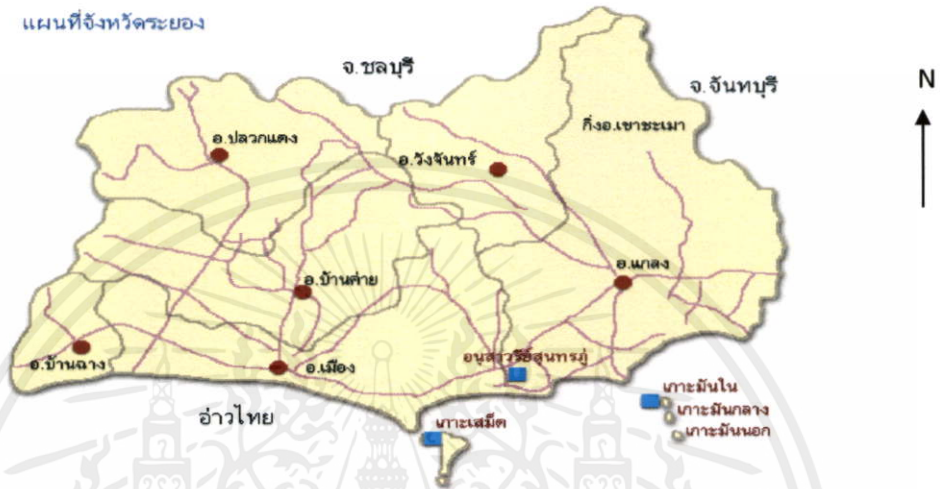 แผนที่จังหวัดระยอง
จ.ชลบุรี
จ.จันทบุรี
N
กิ่งอ.เขาชะเมา
อ.ปลวกแดง
อ.วังจันทร์
อ.แกลง
อ.บ้านค่าย
อ.บ้านฉาง
อ.เมือง
อนุสาวรีย์สุนทรภู่
เกาะมันใน
เกาะมันกลาง
เกาะมันนอก
อ่าวไทย
เกาะเสม็ด